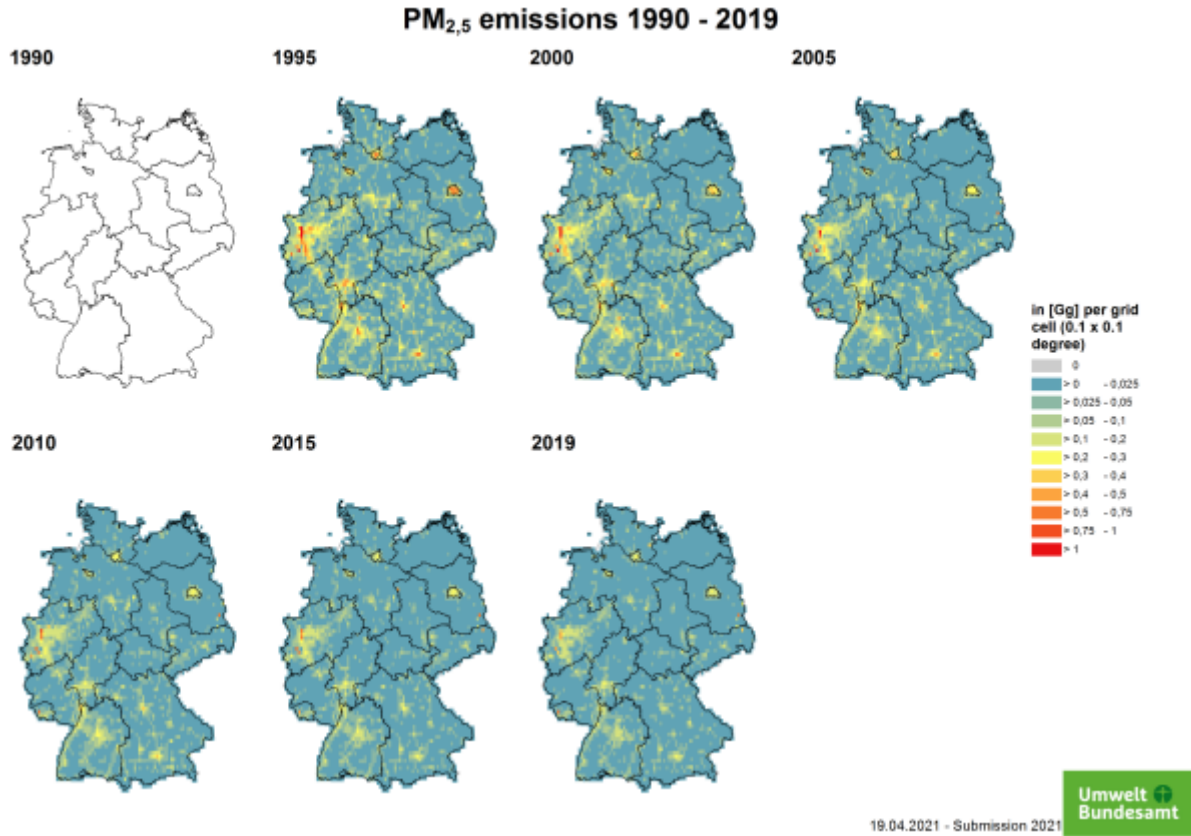 PM2,5 emissions 1990 - 2019
1990
1995
2000
2005
in [Gg] per grid
cell (0.1 x 0.1
degree)
0
> 0 - 0,025
> 0,025 - 0,05
> 0,05 - 0,1
> 0,1 - 0,2
> 0,2 - 0,3
> 0,3 - 0,4
> 0,4 - 0,5
> 0,5 - 0,75
> 0,75 - 1
> 1
2010
2015
2019
19.04.2021 - Submission 2021
Umwelt
Bundesamt